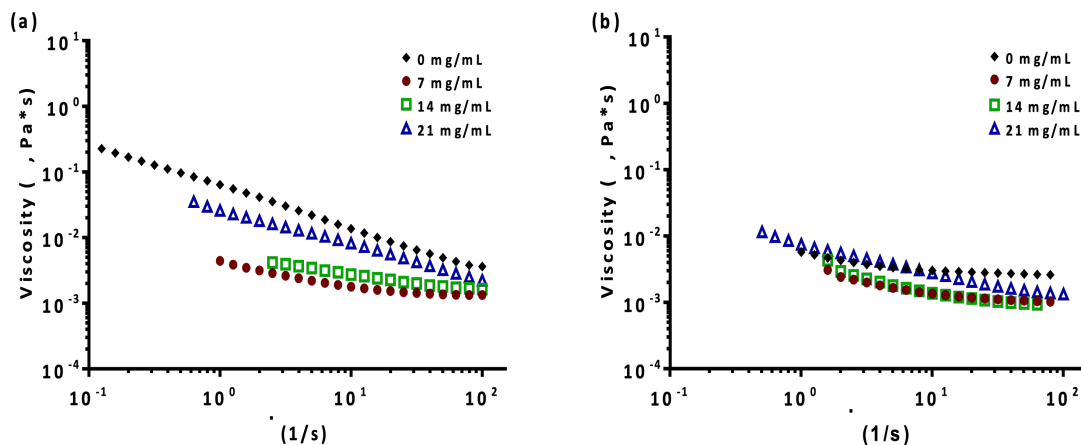 (a)
10^1
10^0
10^-1
10^-2
10^-3
10^-4
Viscosity ( , Pa*s)
0 mg/mL
7 mg/mL
14 mg/mL
21 mg/mL
10^-1 10^0 10^1 10^2
. (1/s)
(b)
10^1
10^0
10^-1
10^-2
10^-3
10^-4
Viscosity ( , Pa*s)
0 mg/mL
7 mg/mL
14 mg/mL
21 mg/mL
10^-1 10^0 10^1 10^2
. (1/s)